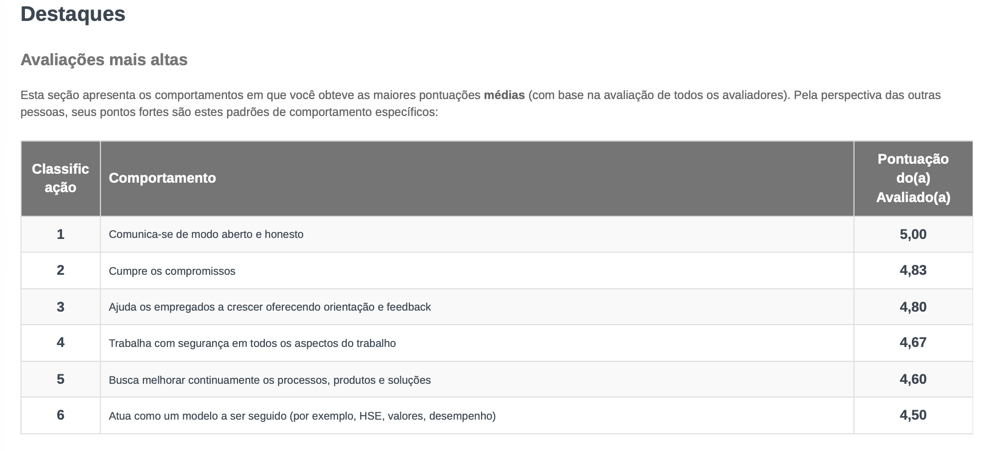 Destaques
Avaliações mais altas
Esta seção apresenta os comportamentos em que você obteve as maiores pontuações médias (com base na avaliação de todos os avaliadores). Pela perspectiva das outras
pessoas, seus pontos fortes são estes padrões de comportamento específicos:
Classific
ação
Comportamento
Pontuação
do(a)
Avaliado(a)
1 Comunica-se de modo aberto e honesto 5,00
2 Cumpre os compromissos 4,83
3 Ajuda os empregados a crescer oferecendo orientação e feedback 4,80
4 Trabalha com segurança em todos os aspectos do trabalho 4,67
5 Busca melhorar continuamente os processos, produtos e soluções 4,60
6 Atua como um modelo a ser seguido (por exemplo, HSE, valores, desempenho) 4,50